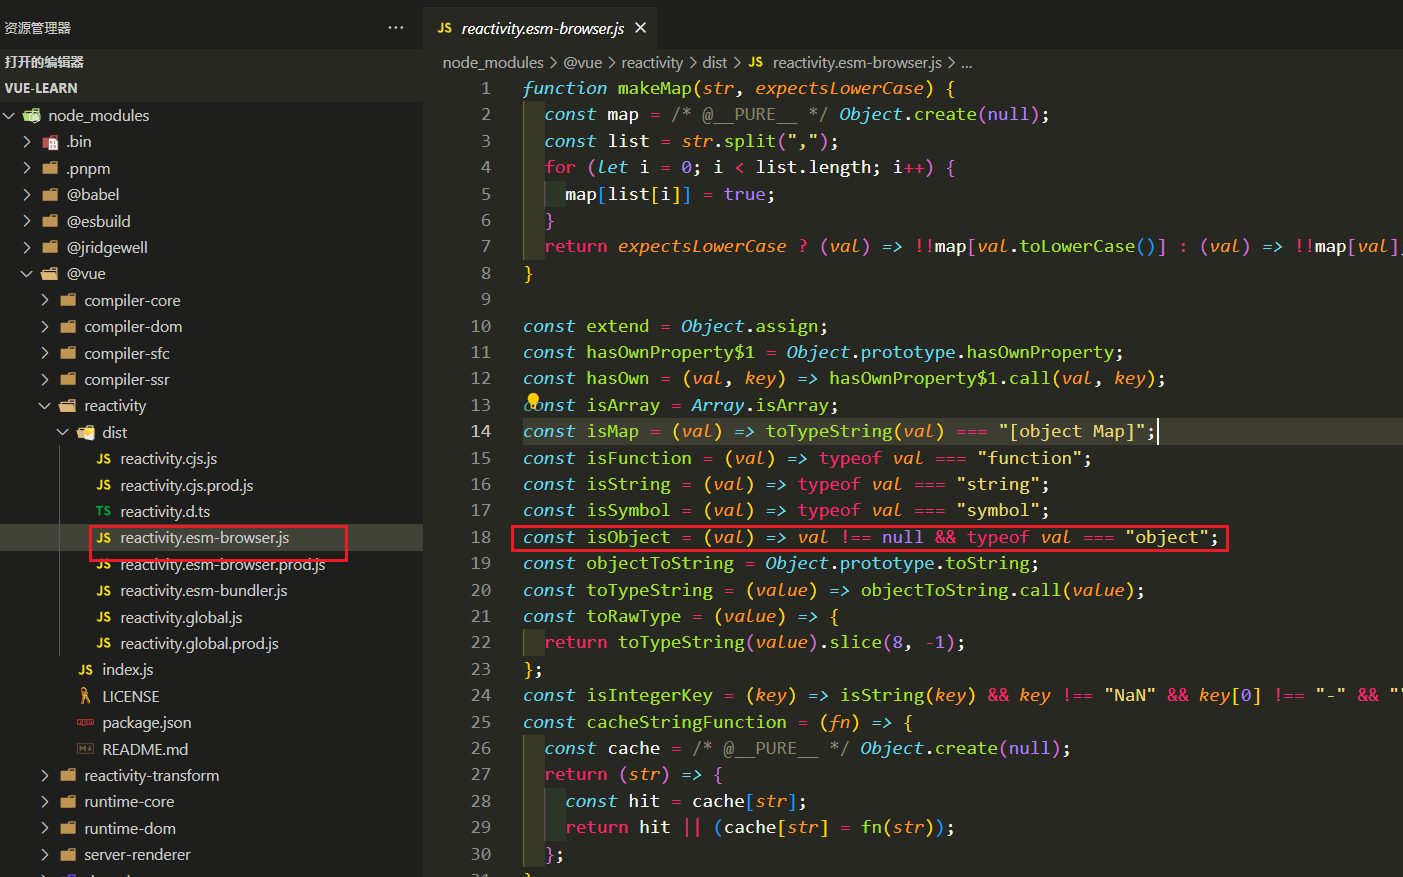 资源管理器
···
打开的编辑器
VUE-LEARN
node_modules
.bin
.pnpm
@babel
@esbuild
@jridgewell
@vue
compiler-core
compiler-dom
compiler-sfc
compiler-ssr
reactivity
dist
JS reactivity.cjs.js
JS reactivity.cjs.prod.js
TS reactivity.d.ts
JS reactivity.esm-browser.js
JS reactivity.esm-browser.prod.js
JS reactivity.esm-bundler.js
JS reactivity.global.js
JS reactivity.global.prod.js
JS index.js
LICENSE
package.json
README.md
reactivity-transform
runtime-core
runtime-dom
server-renderer
JS reactivity.esm-browser.js ×
node_modules > @vue > reactivity > dist > JS reactivity.esm-browser.js > ...
1 function makeMap(str, expectsLowerCase) {
2 const map = /* @__PURE__ */ Object.create(null);
3 const list = str.split(",");
4 for (let i = 0; i < list.length; i++) {
5 map[list[i]] = true;
6 }
7 return expectsLowerCase ? (val) => !!map[val.toLowerCase()] : (val) => !!map[val]
8 }
9
10 const extend = Object.assign;
11 const hasOwnProperty$1 = Object.prototype.hasOwnProperty;
12 const hasOwn = (val, key) => hasOwnProperty$1.call(val, key);
13 const isArray = Array.isArray;
14 const isMap = (val) => toTypeString(val) === "[object Map]";
15 const isFunction = (val) => typeof val === "function";
16 const isString = (val) => typeof val === "string";
17 const isSymbol = (val) => typeof val === "symbol";
18 const isObject = (val) => val !== null && typeof val === "object";
19 const objectToString = Object.prototype.toString;
20 const toTypeString = (value) => objectToString.call(value);
21 const toRawType = (value) => {
22 return toTypeString(value).slice(8, -1);
23 };
24 const isIntegerKey = (key) => isString(key) && key !== "NaN" && key[0] !== "-" && "
25 const cacheStringFunction = (fn) => {
26 const cache = /* @__PURE__ */ Object.create(null);
27 return (str) => {
28 const hit = cache[str];
29 return hit || (cache[str] = fn(str));
30 };